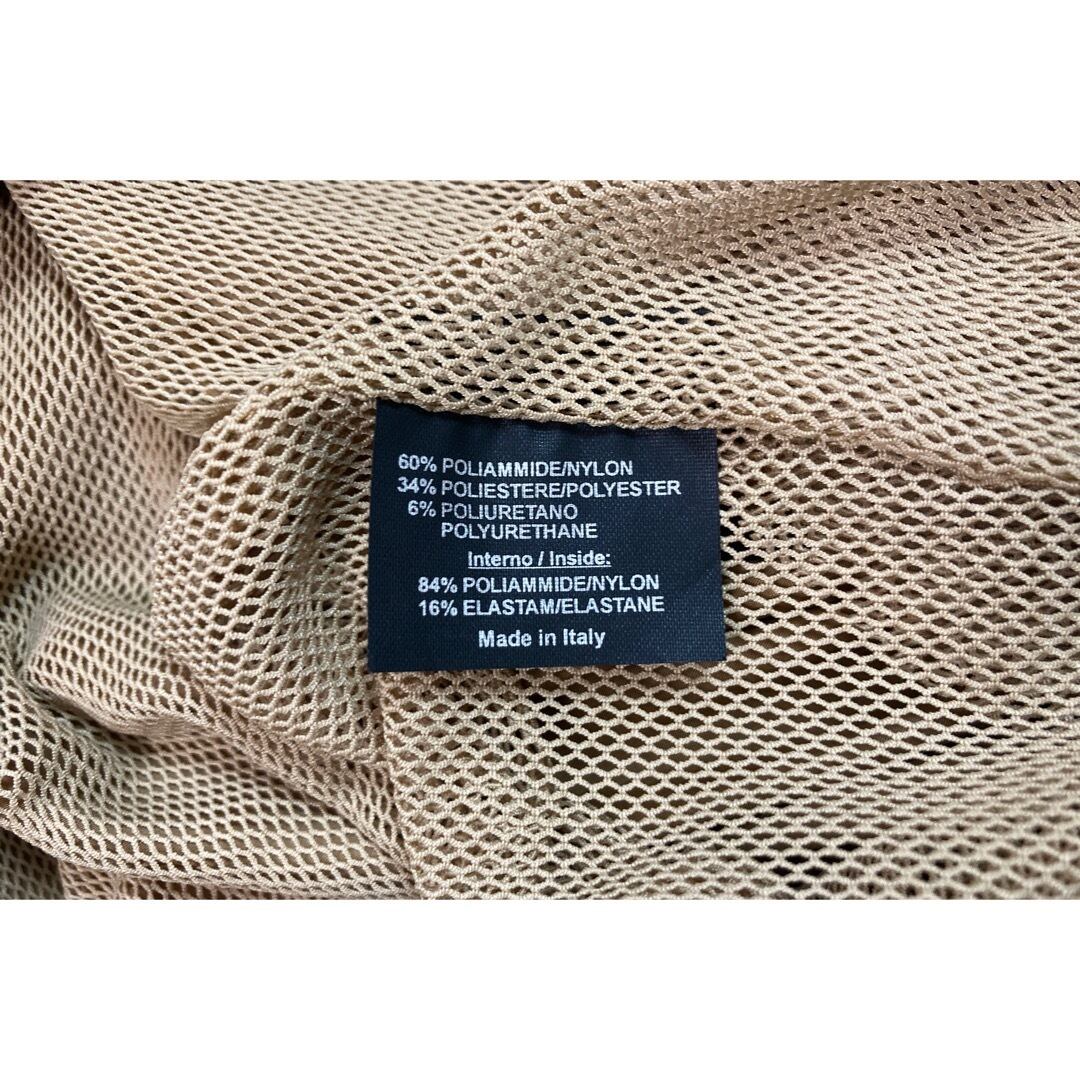 60% POLIAMMIDE/NYLON
34% POLIESTERE/POLYESTER
6% POLIURETANO
POLYURETHANE
Interno / Inside:
84% POLIAMMIDE/NYLON
16% ELASTAM/ELASTANE
Made in Italy